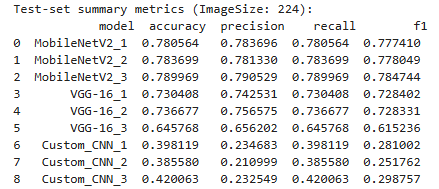 Test-set summary metrics (ImageSize: 224):
model accuracy precision recall f1
0 MobileNetV2_1 0.780564 0.783696 0.780564 0.777410
1 MobileNetV2_2 0.783699 0.781330 0.783699 0.778049
2 MobileNetV2_3 0.789969 0.790529 0.789969 0.784744
3 VGG-16_1 0.730408 0.742531 0.730408 0.728402
4 VGG-16_2 0.736677 0.756575 0.736677 0.728331
5 VGG-16_3 0.645768 0.656202 0.645768 0.615236
6 Custom_CNN_1 0.398119 0.234683 0.398119 0.281002
7 Custom_CNN_2 0.385580 0.210999 0.385580 0.251762
8 Custom_CNN_3 0.420063 0.232549 0.420063 0.298757